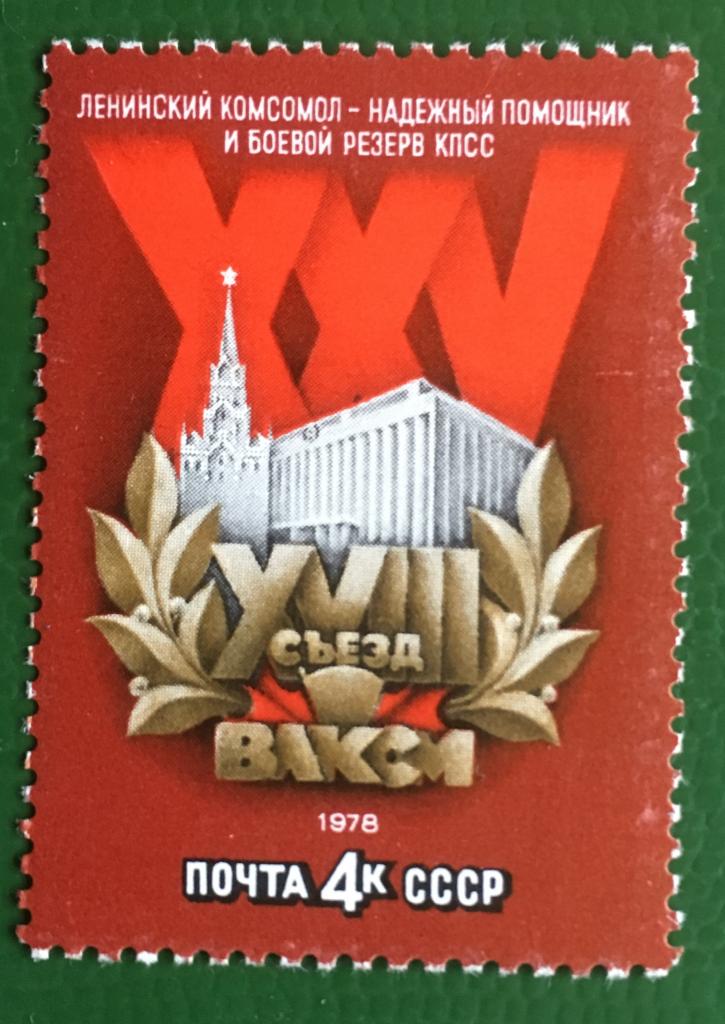 ЛЕНИНСКИЙ КОМСОМОЛ - НАДЕЖНЫЙ ПОМОЩНИК
И БОЕВОЙ РЕЗЕРВ КПСС
XXV
XVIII
СЪЕЗД
ВЛКСМ
1978
ПОЧТА 4К СССР